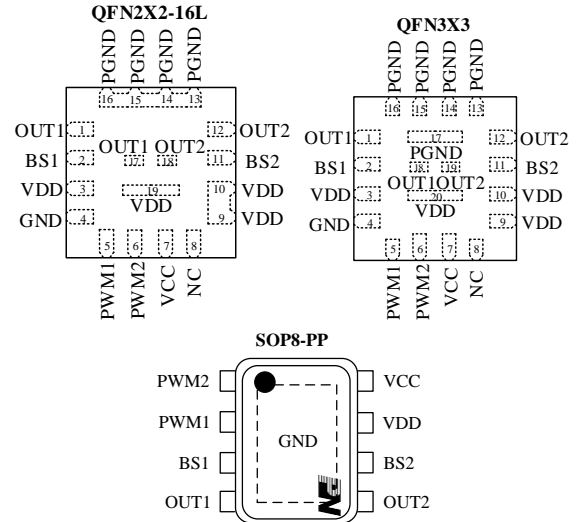 QFN2X2-16L
PGND PGND PGND PGND
16 15 14 13
OUT1 1 12 OUT2
OUT1 OUT2
BS1 2 17 18 11 BS2
VDD 3 19 10 VDD
VDD
GND 4 9 VDD
5 6 7 8
PWM1 PWM2 VCC NC
QFN3X3
PGND PGND PGND PGND
16 15 14 13
OUT1 1 17 12 OUT2
PGND
BS1 2 18 19 11 BS2
OUT1OUT2
VDD 3 20 10 VDD
VDD
GND 4 9 VDD
5 6 7 8
PWM1 PWM2 VCC NC
SOP8-PP
PWM2 VCC
PWM1 VDD
GND
BS1 BS2
OUT1 OUT2